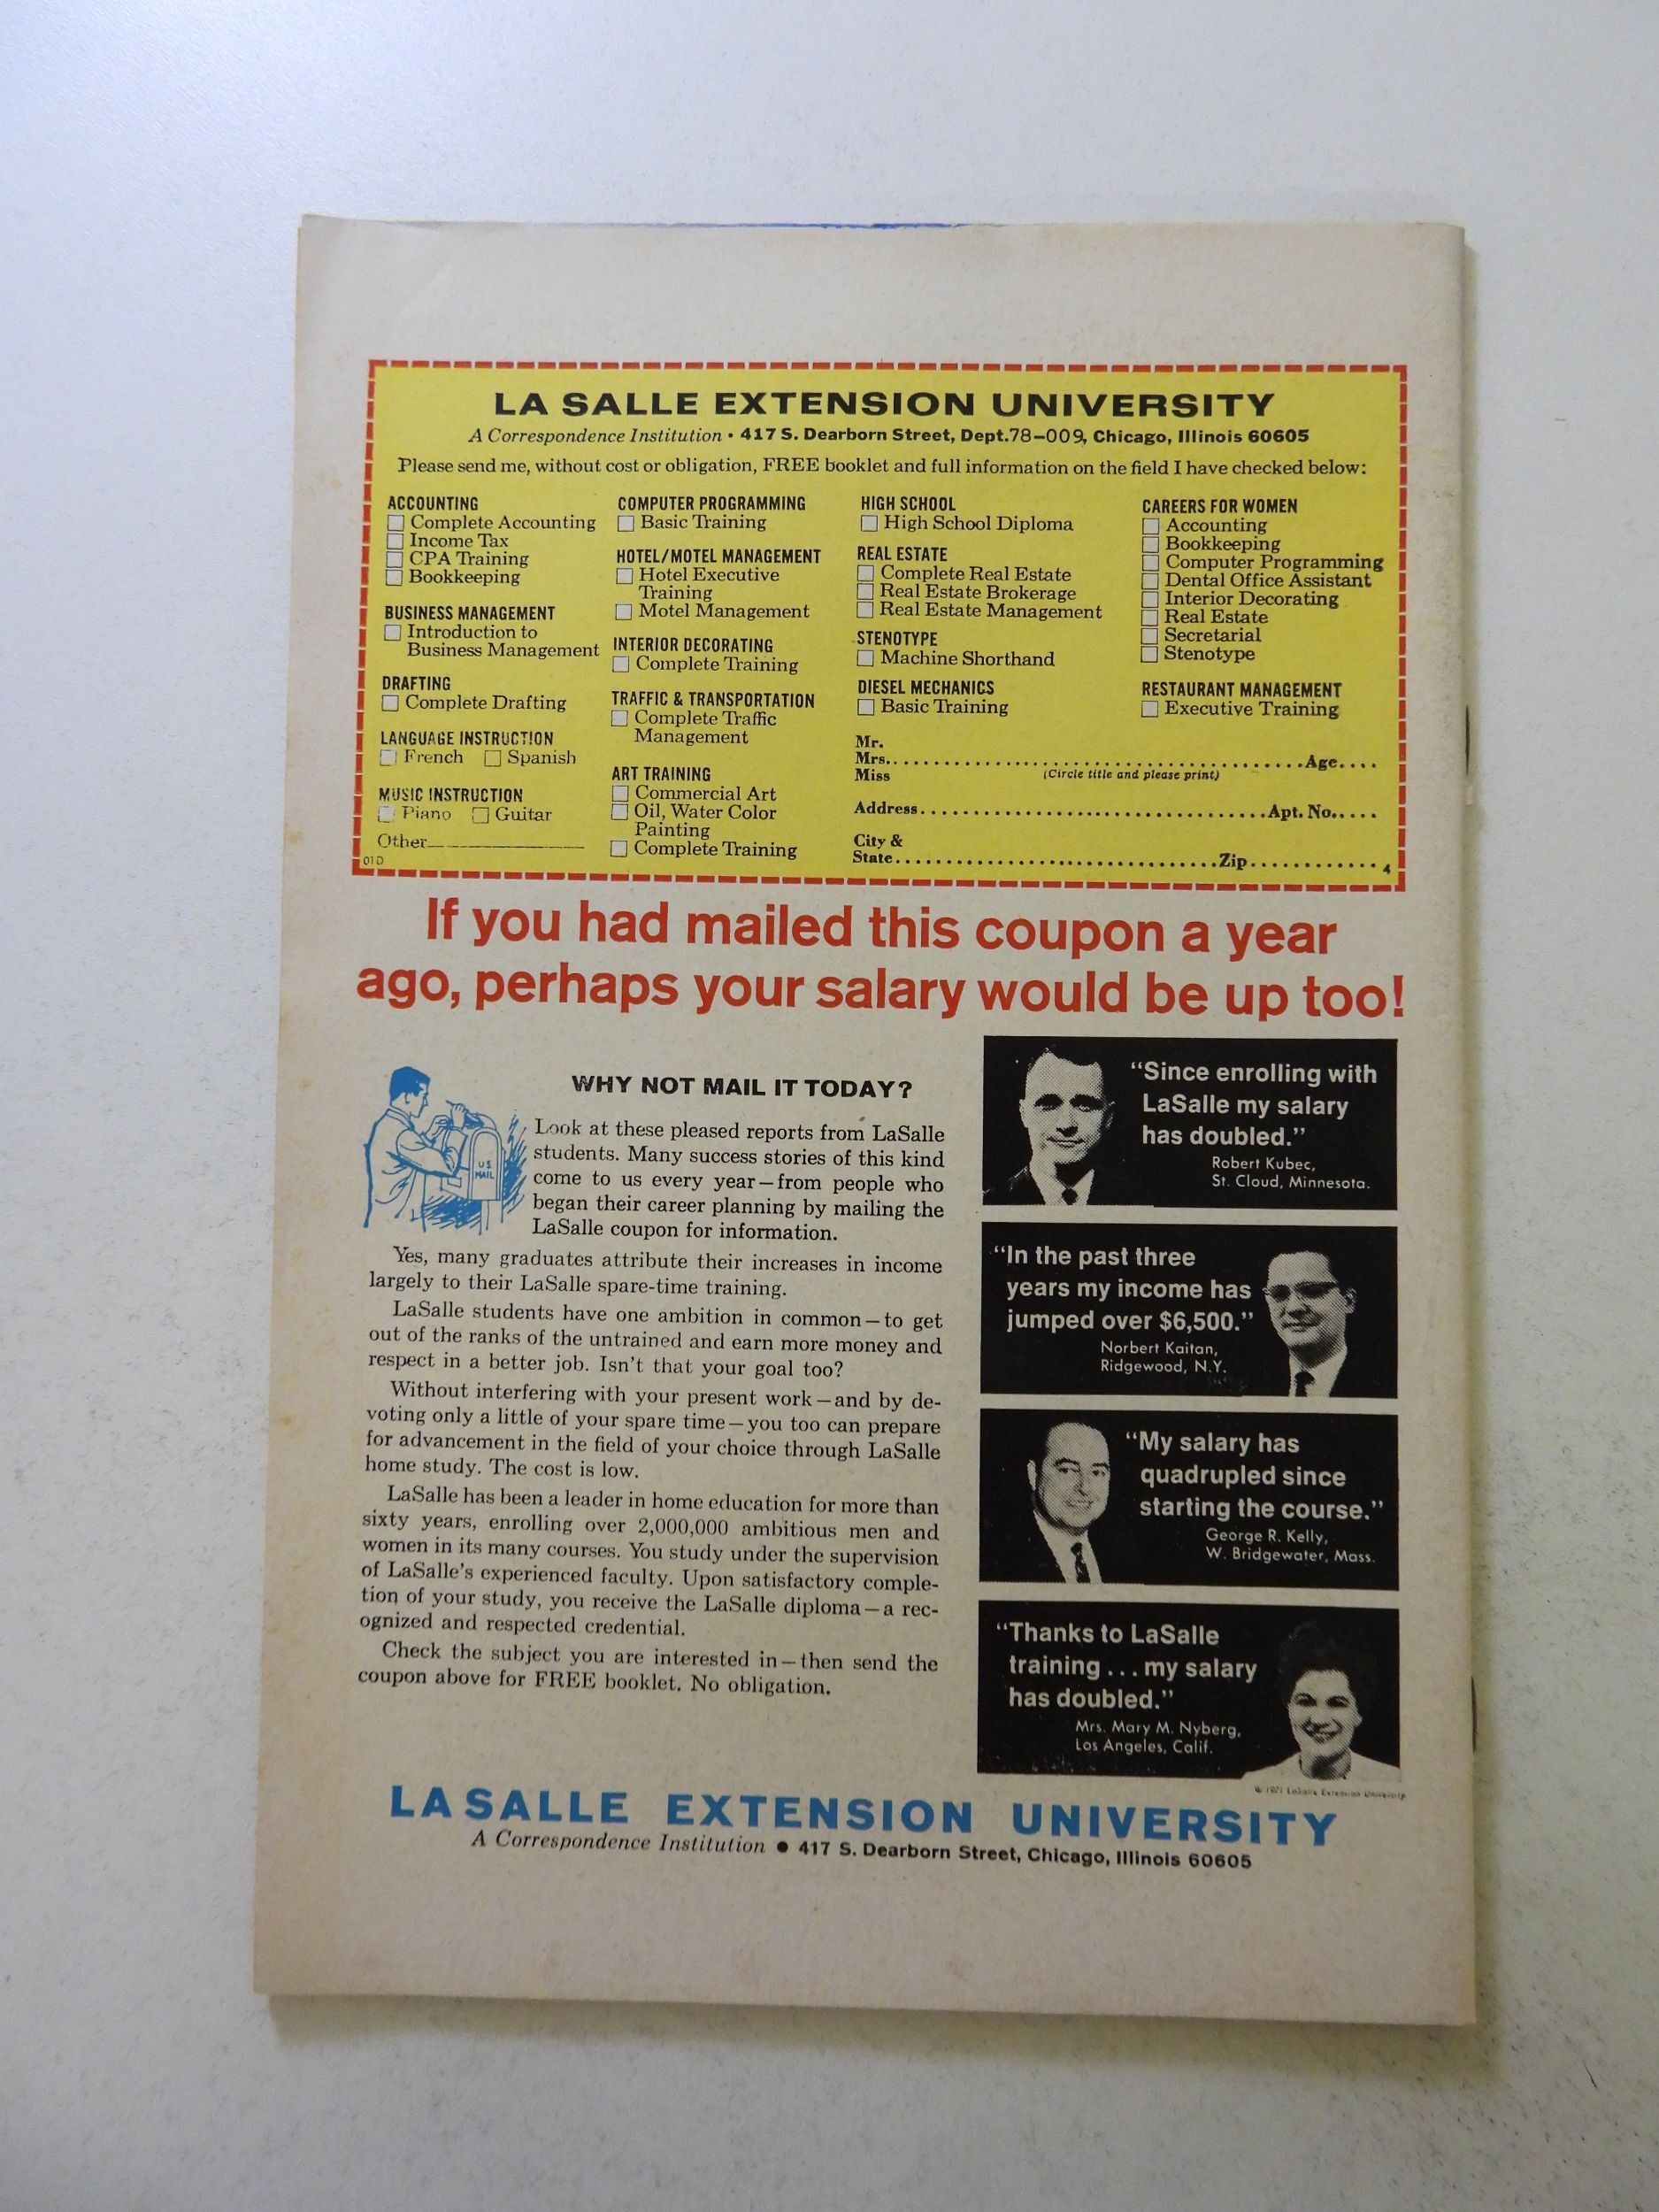 LA SALLE EXTENSION UNIVERSITY
A Correspondence Institution • 417 S. Dearborn Street, Dept.78-009, Chicago, Illinois 60605
Please send me, without cost or obligation, FREE booklet and full information on the field I have checked below:
ACCOUNTING
Complete Accounting
Income Tax
CPA Training
Bookkeeping
BUSINESS MANAGEMENT
Introduction to
Business Management
DRAFTING
Complete Drafting
LANGUAGE INSTRUCTION
French Spanish
MUSIC INSTRUCTION
Piano Guitar
Other
01D
COMPUTER PROGRAMMING
Basic Training
HOTEL/MOTEL MANAGEMENT
Hotel Executive
Training
Motel Management
INTERIOR DECORATING
Complete Training
TRAFFIC & TRANSPORTATION
Complete Traffic
Management
ART TRAINING
Commercial Art
Oil, Water Color
Painting
Complete Training
HIGH SCHOOL
High School Diploma
REAL ESTATE
Complete Real Estate
Real Estate Brokerage
Real Estate Management
STENOTYPE
Machine Shorthand
DIESEL MECHANICS
Basic Training
CAREERS FOR WOMEN
Accounting
Bookkeeping
Computer Programming
Dental Office Assistant
Interior Decorating
Real Estate
Secretarial
Stenotype
RESTAURANT MANAGEMENT
Executive Training
Mr.
Mrs. Age
Miss (Circle title and please print)
Address Apt. No.
City &
State Zip
4
If you had mailed this coupon a year
ago, perhaps your salary would be up too!
WHY NOT MAIL IT TODAY?
U.S.
MAIL
Look at these pleased reports from LaSalle
students. Many success stories of this kind
come to us every year—from people who
began their career planning by mailing the
LaSalle coupon for information.
Yes, many graduates attribute their increases in income
largely to their LaSalle spare-time training.
LaSalle students have one ambition in common—to get
out of the ranks of the untrained and earn more money and
respect in a better job. Isn't that your goal too?
Without interfering with your present work—and by de-
voting only a little of your spare time—you too can prepare
for advancement in the field of your choice through LaSalle
home study. The cost is low.
LaSalle has been a leader in home education for more than
sixty years, enrolling over 2,000,000 ambitious men and
women in its many courses. You study under the supervision
of LaSalle's experienced faculty. Upon satisfactory comple-
tion of your study, you receive the LaSalle diploma—a rec-
ognized and respected credential.
Check the subject you are interested in—then send the
coupon above for FREE booklet. No obligation.
“Since enrolling with
LaSalle my salary
has doubled.”
Robert Kubec,
St. Cloud, Minnesota.
“In the past three
years my income has
jumped over $6,500.”
Norbert Kaitan,
Ridgewood, N.Y.
“My salary has
quadrupled since
starting the course.”
George R. Kelly,
W. Bridgewater, Mass.
“Thanks to LaSalle
training . . . my salary
has doubled.”
Mrs. Mary M. Nyberg,
Los Angeles, Calif.
© 1971 LaSalle Extension University
LA SALLE EXTENSION UNIVERSITY
A Correspondence Institution • 417 S. Dearborn Street, Chicago, Illinois 60605